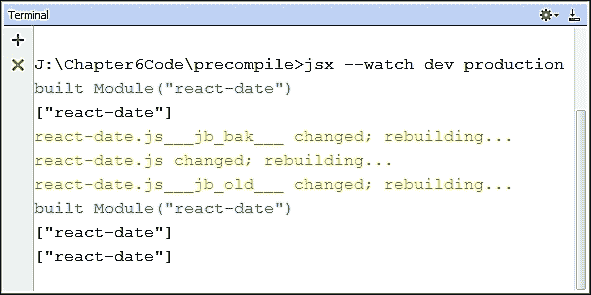 Terminal
J:\Chapter6Code\precompile>jsx --watch dev production
built Module("react-date")
["react-date"]
react-date.js___jb_bak___ changed; rebuilding...
react-date.js changed; rebuilding...
react-date.js___jb_old___ changed; rebuilding...
built Module("react-date")
["react-date"]
["react-date"]